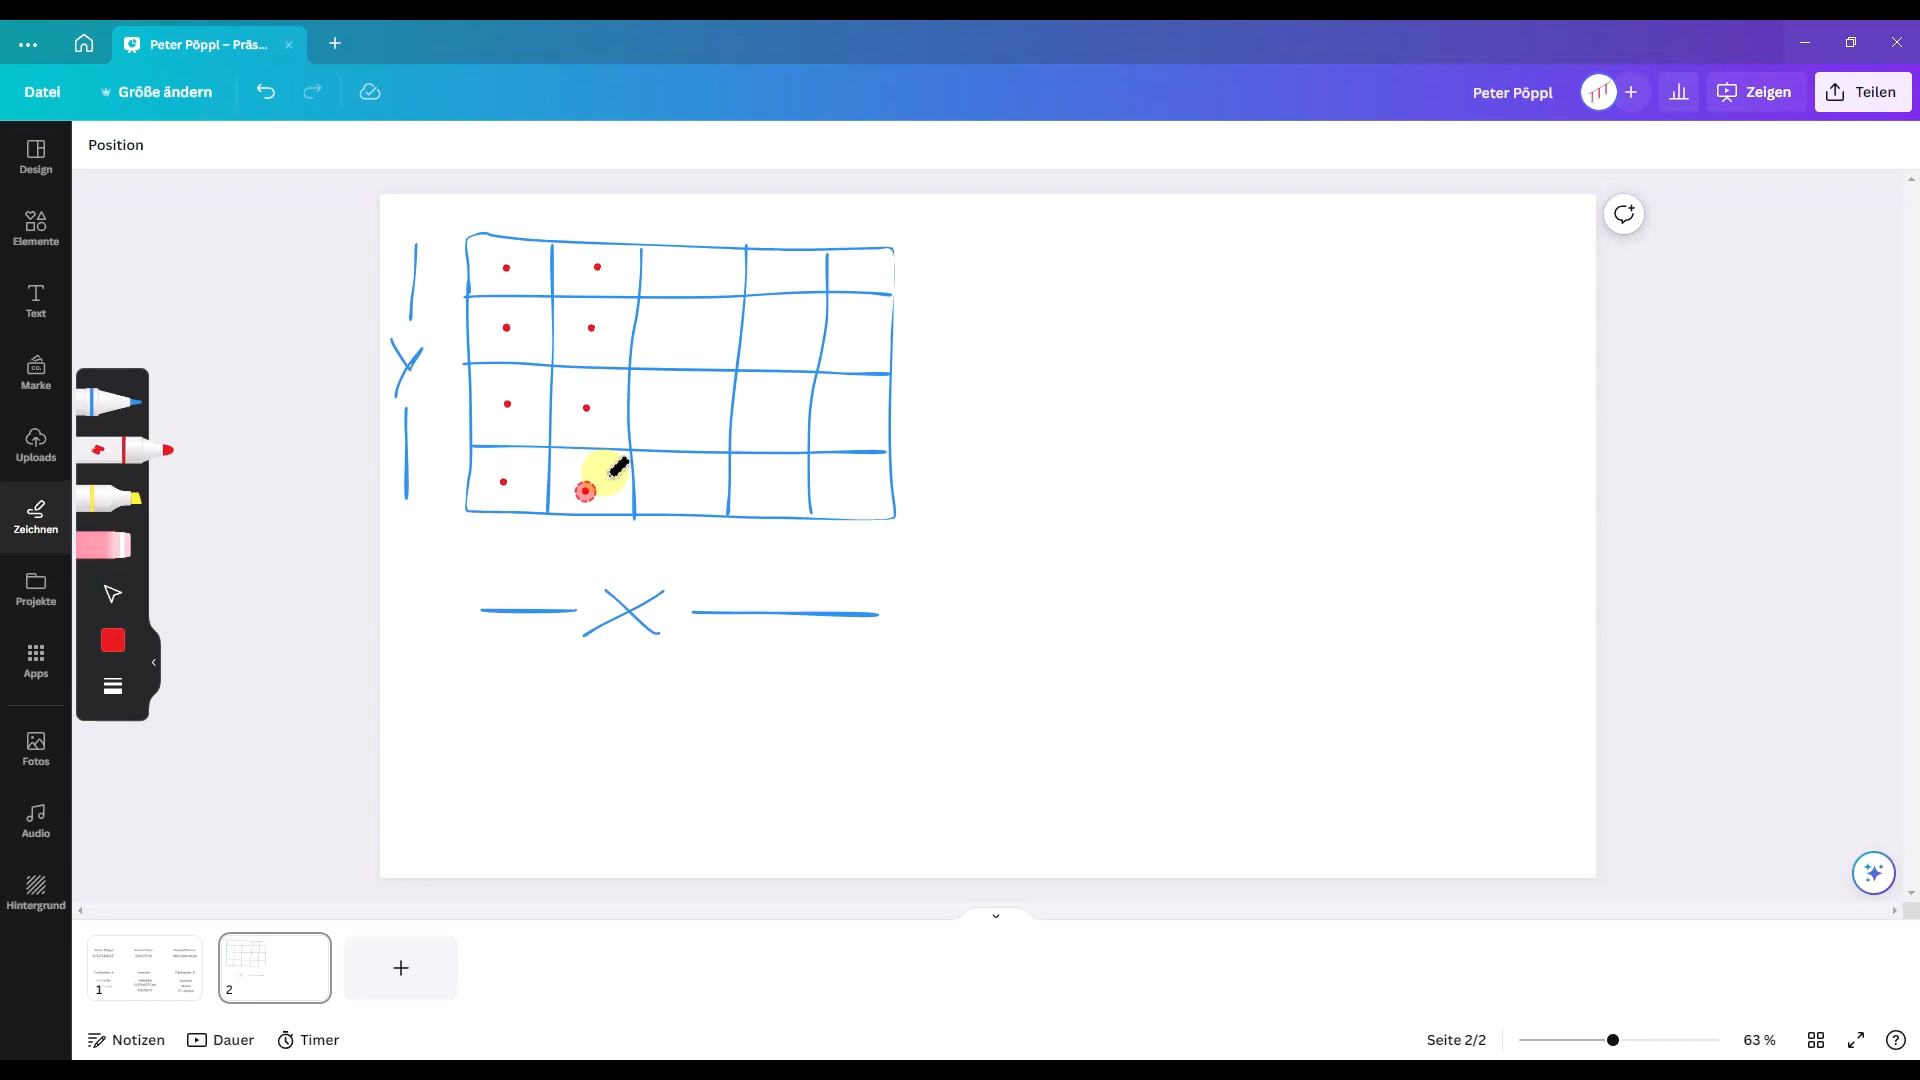 Peter Pöppl – Präs...
Datei
Größe ändern
Peter Pöppl
Zeigen
Teilen
Position
Design
Elemente
Text
Marke
Uploads
Zeichnen
Projekte
Apps
Fotos
Audio
Hintergrund
CO.
Y
X
1
2
Notizen
Dauer
Timer
Seite 2/2
63 %